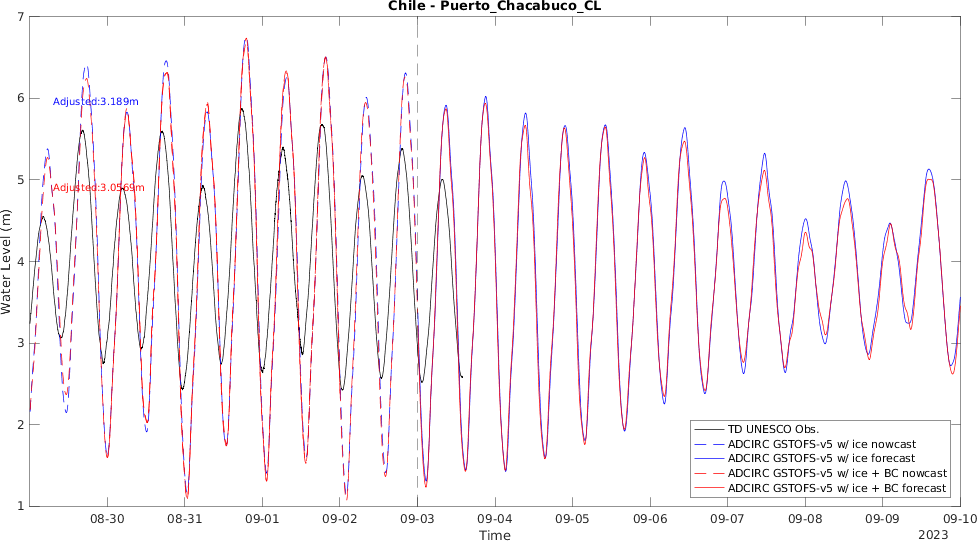 Chile - Puerto_Chacabuco_CL
7
6
5
4
3
2
1
Water Level (m)
Adjusted:3.189m
Adjusted:3.0569m
TD UNESCO Obs.
ADCIRC GSTOFS-v5 w/ ice nowcast
ADCIRC GSTOFS-v5 w/ ice forecast
ADCIRC GSTOFS-v5 w/ ice + BC nowcast
ADCIRC GSTOFS-v5 w/ ice + BC forecast
08-30 08-31 09-01 09-02 09-03 09-04 09-05 09-06 09-07 09-08 09-09 09-10
Time
2023